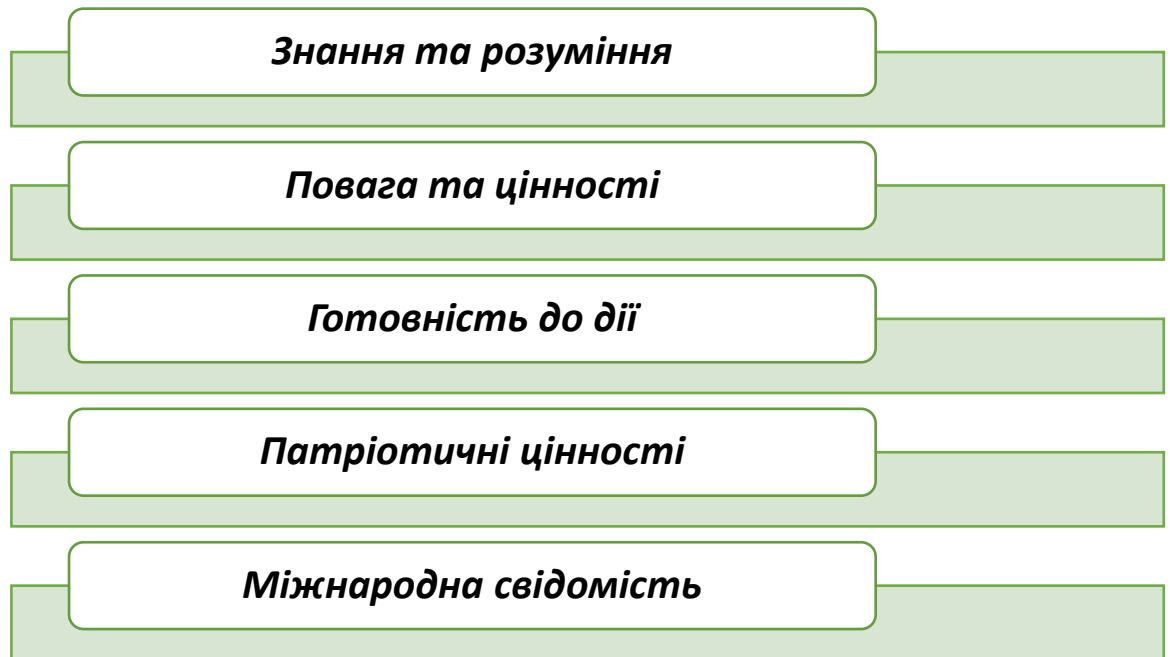 Знання та розуміння
Повага та цінності
Готовність до дії
Патріотичні цінності
Міжнародна свідомість